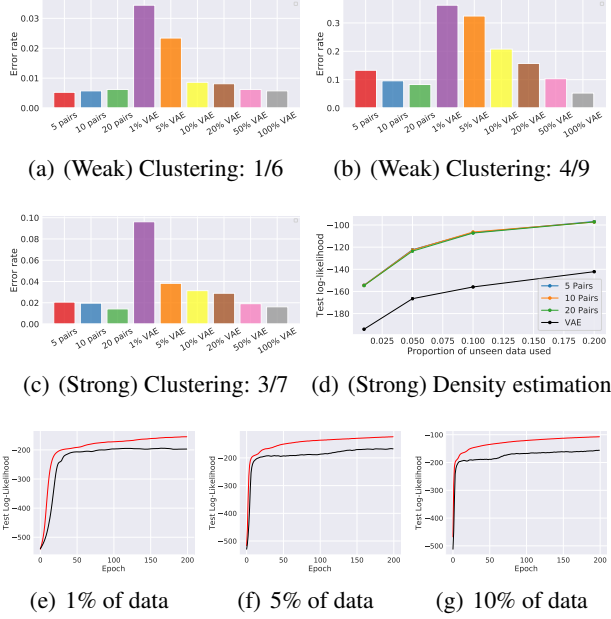 0.03
0.02
0.01
0.00
Error rate
5 pairs
10 pairs
20 pairs
1% VAE
5% VAE
10% VAE
20% VAE
50% VAE
100% VAE
(a) (Weak) Clustering: 1/6
0.3
0.2
0.1
0.0
Error rate
5 pairs
10 pairs
20 pairs
1% VAE
5% VAE
10% VAE
20% VAE
50% VAE
100% VAE
(b) (Weak) Clustering: 4/9
0.10
0.08
0.06
0.04
0.02
0.00
Error rate
5 pairs
10 pairs
20 pairs
1% VAE
5% VAE
10% VAE
20% VAE
50% VAE
100% VAE
(c) (Strong) Clustering: 3/7
−100
−120
−140
−160
−180
Test log-likelihood
5 Pairs
10 Pairs
20 Pairs
VAE
0.025 0.050 0.075 0.100 0.125 0.150 0.175 0.200
Proportion of unseen data used
(d) (Strong) Density estimation
−200
−300
−400
−500
Test Log-Likelihood
0 50 100 150 200
Epoch
(e) 1% of data
−200
−300
−400
−500
Test Log-Likelihood
0 50 100 150 200
Epoch
(f) 5% of data
−100
−200
−300
−400
−500
Test Log-Likelihood
0 50 100 150 200
Epoch
(g) 10% of data